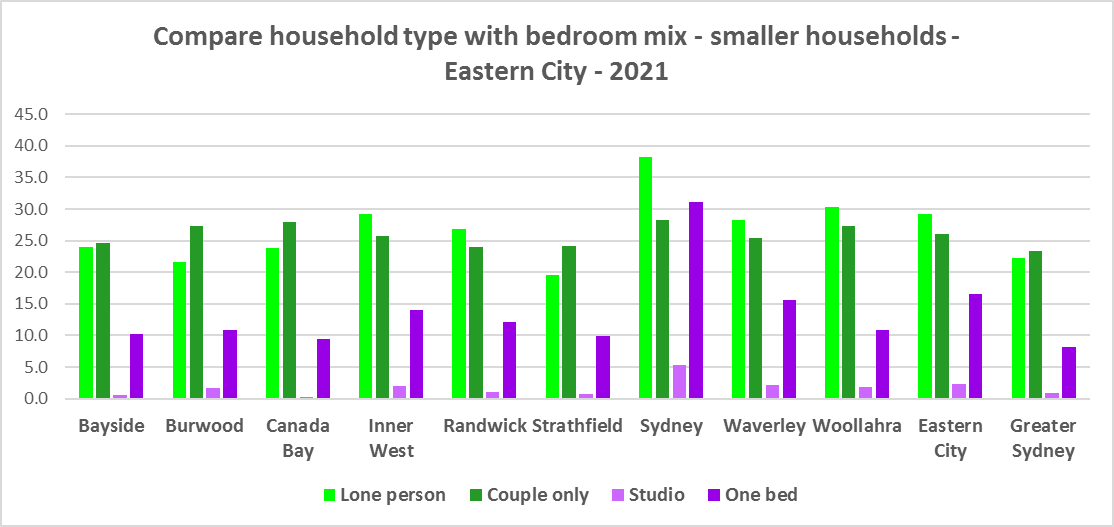 Compare household type with bedroom mix - smaller households -
Eastern City - 2021
45.0
40.0
35.0
30.0
25.0
20.0
15.0
10.0
5.0
0.0
Bayside Burwood Canada Inner Randwick Strathfield Sydney Waverley Woollahra Eastern Greater
Bay West City Sydney
Lone person Couple only Studio One bed